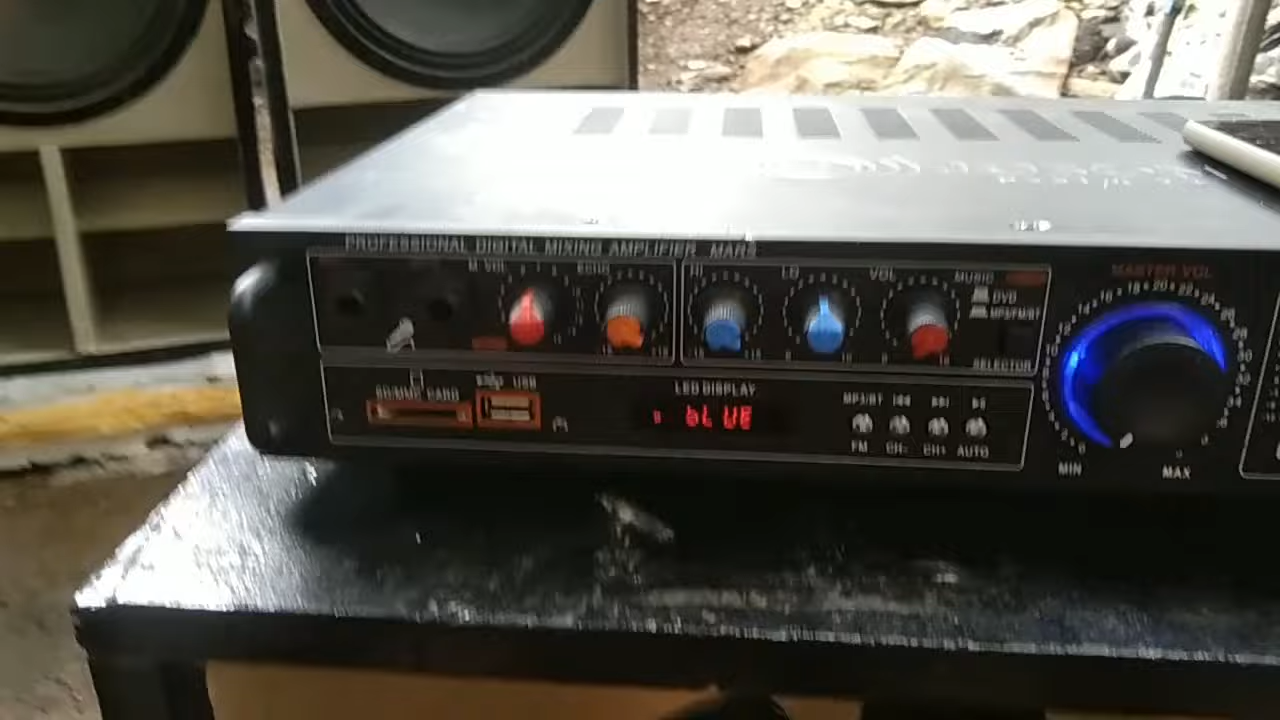 PROFESSIONAL DIGITAL MIXING AMPLIFIER
M VOL ECHO HI LO VOL MUSIC
DVD
MP3/FM/BT
SELECTOR
MASTER VOL
SD/MMC CARD USB
LED DISPLAY
bLUE
MP3/BT
FM CH- CH+ AUTO
MIN MAX